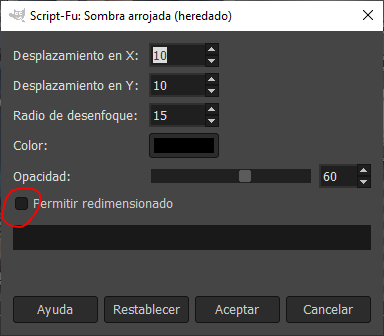 Script-Fu: Sombra arrojada (heredado)
Desplazamiento en X: 10
Desplazamiento en Y: 10
Radio de desenfoque: 15
Color:
Opacidad: 60
Permitir redimensionado
Ayuda Restablecer Aceptar Cancelar